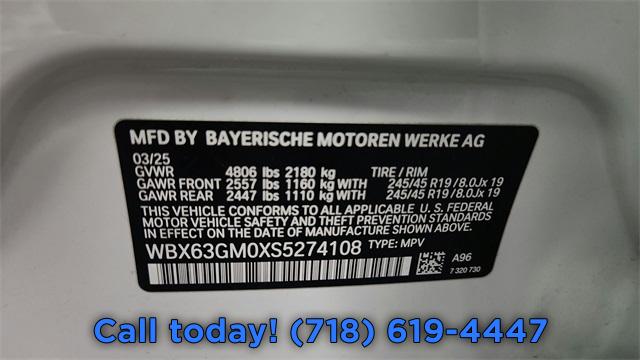 MFD BY BAYERISCHE MOTOREN WERKE AG
03/25
GVWR 4806 lbs 2180 kg TIRE / RIM
GAWR FRONT 2557 lbs 1160 kg WITH 245/45 R19 / 8.0Jx 19
GAWR REAR 2447 lbs 1110 kg WITH 245/45 R19 / 8.0Jx 19
THIS VEHICLE CONFORMS TO ALL APPLICABLE U. S. FEDERAL
MOTOR VEHICLE SAFETY AND THEFT PREVENTION STANDARDS
IN EFFECT ON THE DATE OF MANUFACTURE SHOWN ABOVE.
WBX63GM0XS5274108 TYPE: MPV
A96
7 320 730
Call today! (718) 619-4447